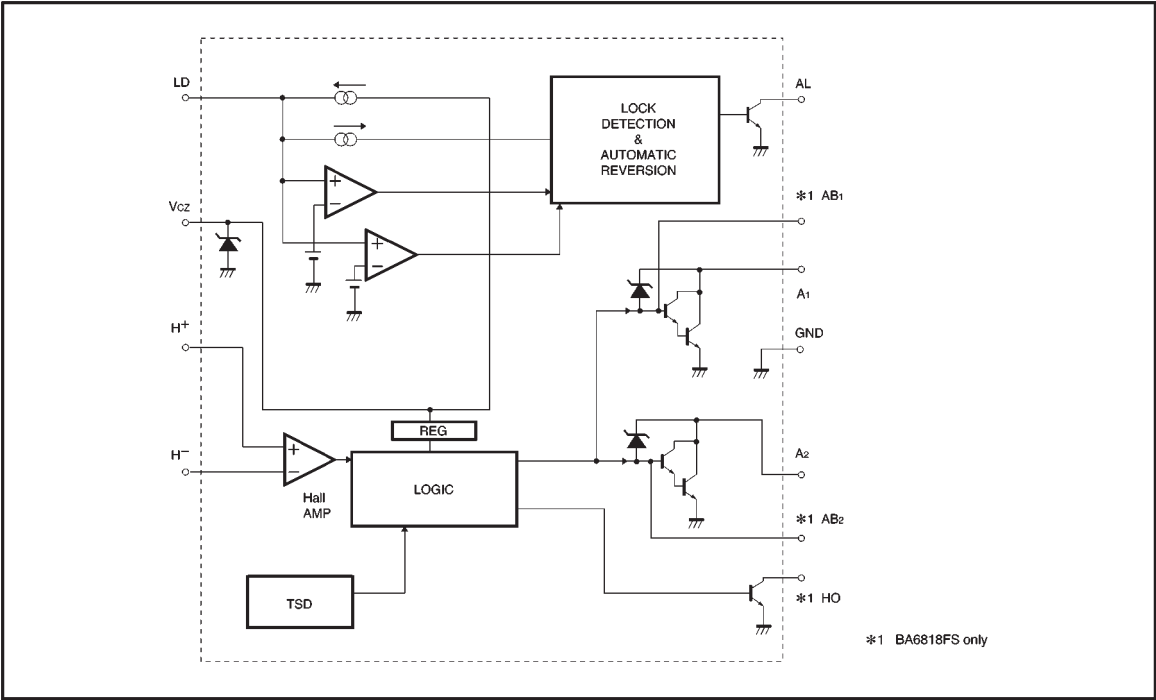 LD
LOCK
DETECTION
&
AUTOMATIC
REVERSION
AL
+
−
Vcz
✻1 AB1
+
−
A1
H+
GND
REG
H−
+
−
Hall
AMP
LOGIC
A2
✻1 AB2
TSD
✻1 HO
✻1 BA6818FS only